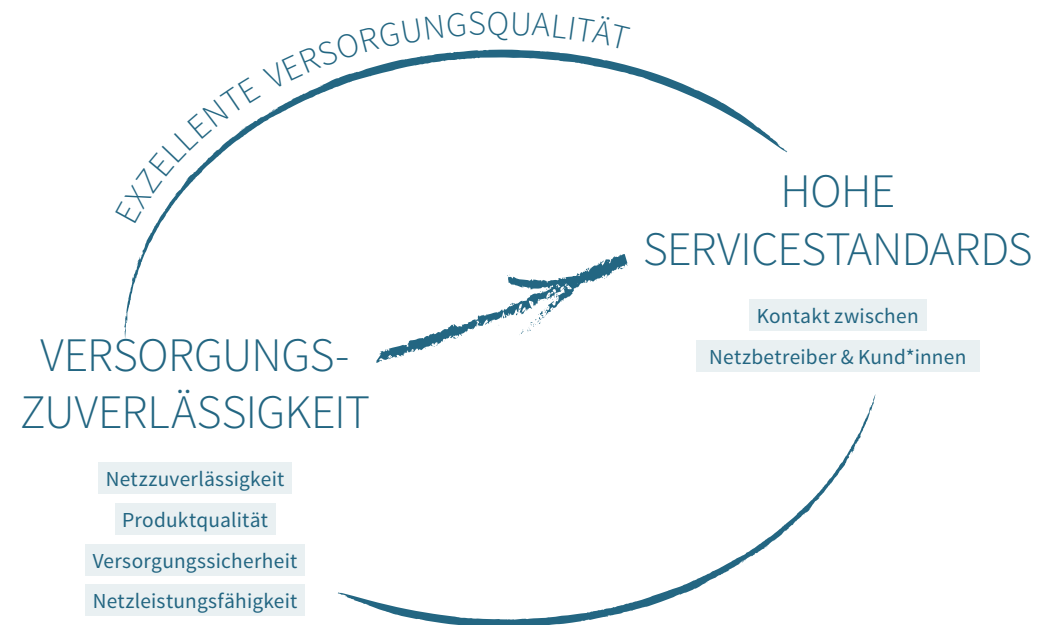 EXZELLENTE VERSORGUNGSQUALITÄT
HOHE
SERVICESTANDARDS
Kontakt zwischen
Netzbetreiber & Kund*innen
VERSORGUNGS-
ZUVERLÄSSIGKEIT
Netzzuverlässigkeit
Produktqualität
Versorgungssicherheit
Netzleistungsfähigkeit